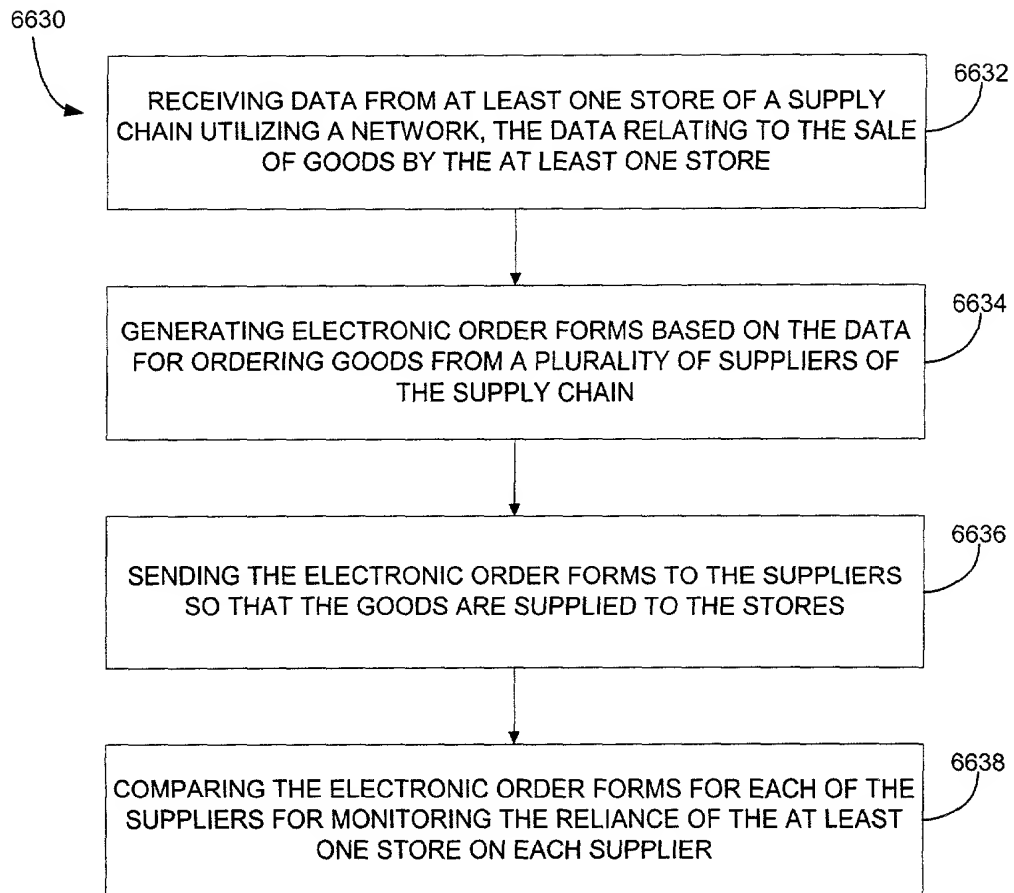 6630
6632
RECEIVING DATA FROM AT LEAST ONE STORE OF A SUPPLY
CHAIN UTILIZING A NETWORK, THE DATA RELATING TO THE SALE
OF GOODS BY THE AT LEAST ONE STORE
6634
GENERATING ELECTRONIC ORDER FORMS BASED ON THE DATA
FOR ORDERING GOODS FROM A PLURALITY OF SUPPLIERS OF
THE SUPPLY CHAIN
6636
SENDING THE ELECTRONIC ORDER FORMS TO THE SUPPLIERS
SO THAT THE GOODS ARE SUPPLIED TO THE STORES
6638
COMPARING THE ELECTRONIC ORDER FORMS FOR EACH OF THE
SUPPLIERS FOR MONITORING THE RELIANCE OF THE AT LEAST
ONE STORE ON EACH SUPPLIER